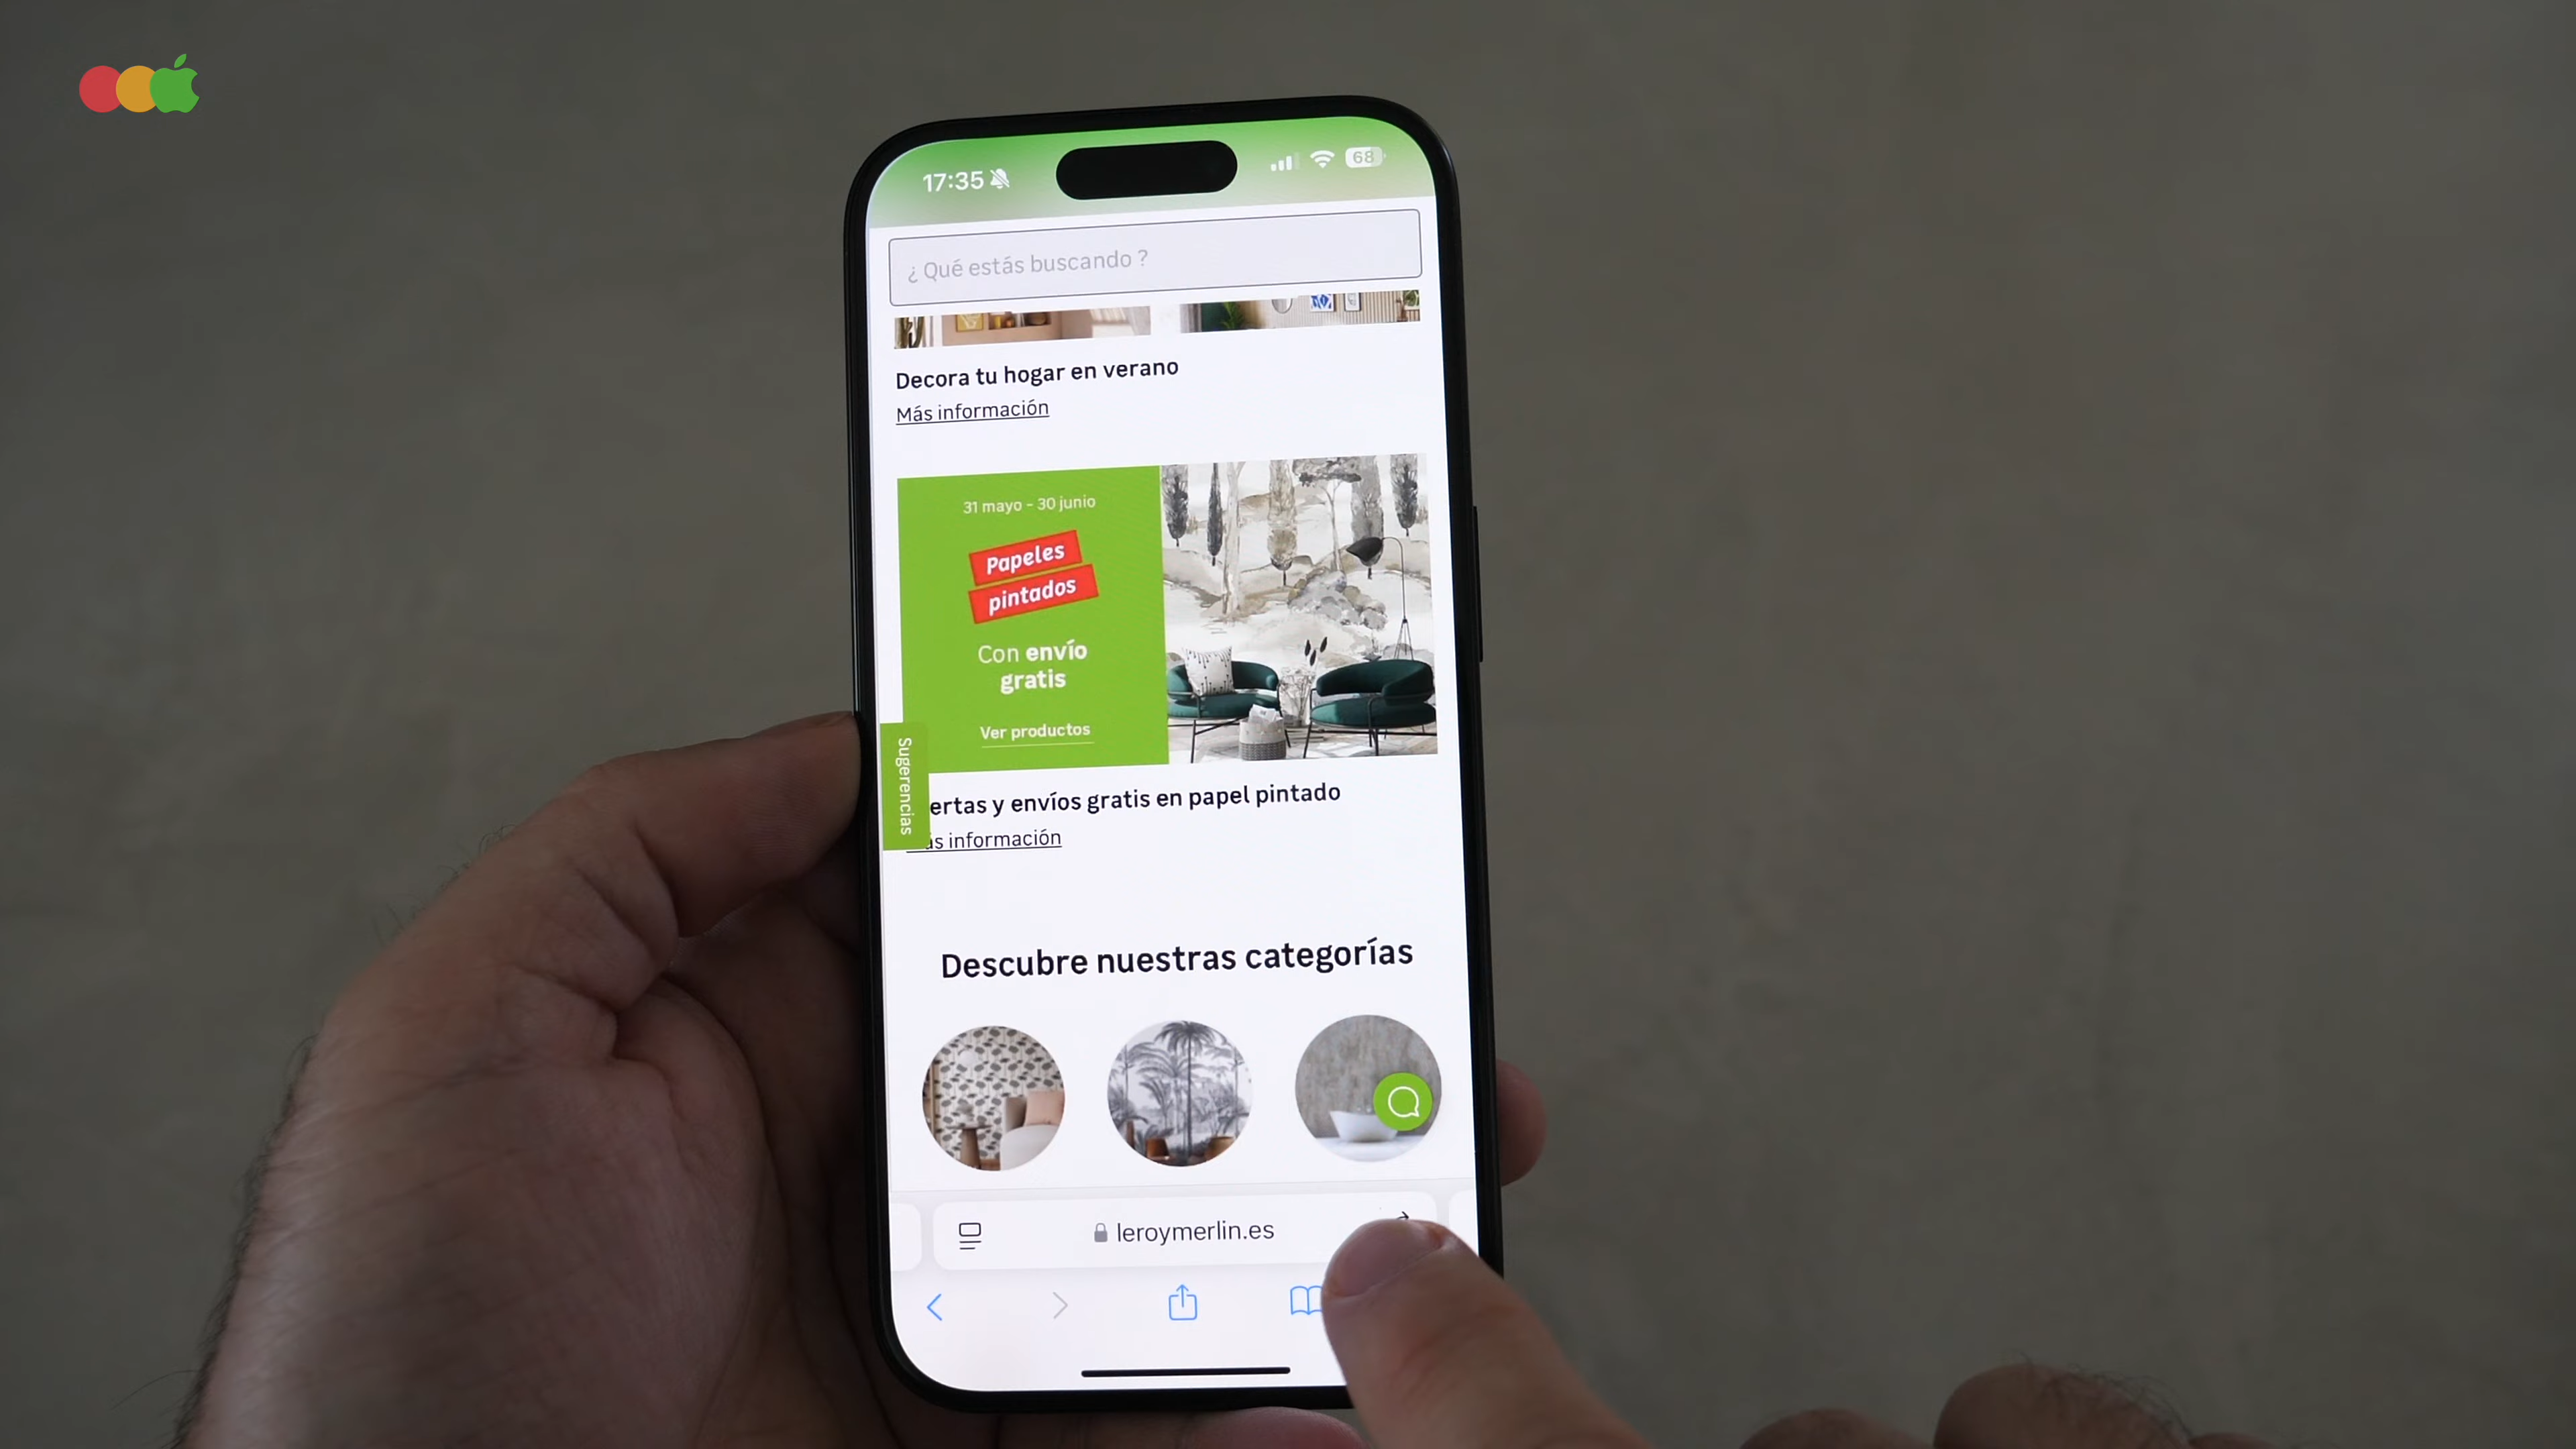 17:35
68
¿ Qué estás buscando ?
Decora tu hogar en verano
Más información
31 mayo - 30 junio
Papeles
pintados
Con envío
gratis
Ver productos
Sugerencias
ertas y envíos gratis en papel pintado
ás información
Descubre nuestras categorías
leroymerlin.es